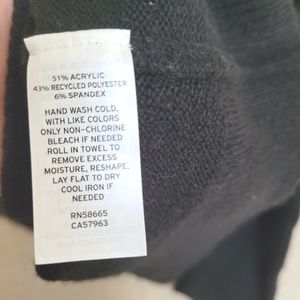 51% ACRYLIC
43% RECYCLED POLYESTER
6% SPANDEX
HAND WASH COLD,
WITH LIKE COLORS
ONLY NON-CHLORINE
BLEACH IF NEEDED
ROLL IN TOWEL TO
REMOVE EXCESS
MOISTURE, RESHAPE,
LAY FLAT TO DRY
COOL IRON IF
NEEDED
RN58665
CA57963